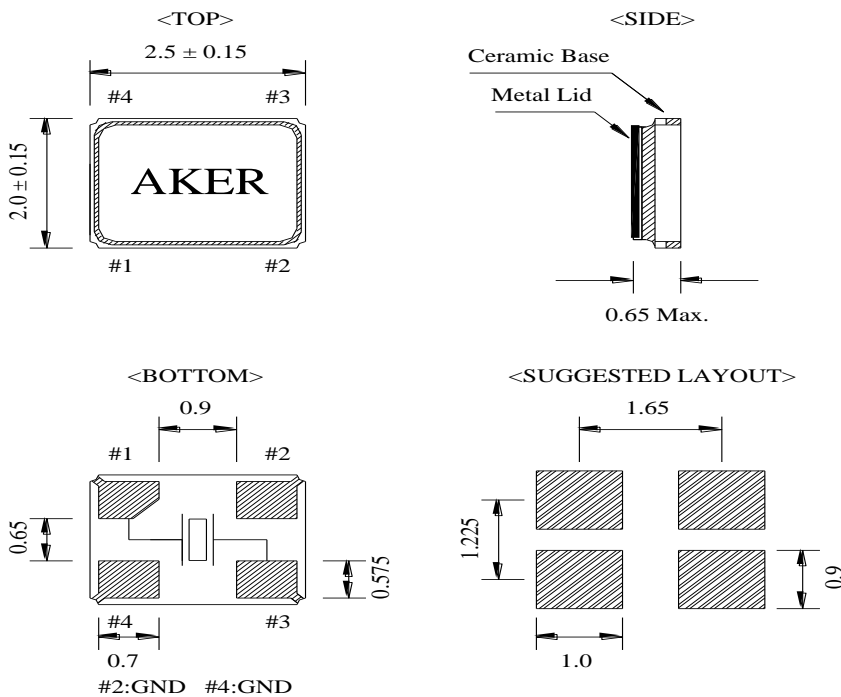 <TOP>
2.5 ± 0.15
#4 #3
2.0 ± 0.15
AKER
#1 #2
<SIDE>
Ceramic Base
Metal Lid
0.65 Max.
<BOTTOM>
0.9
#1 #2
0.65
0.575
#4 #3
0.7
#2:GND #4:GND
<SUGGESTED LAYOUT>
1.65
1.225
0.9
1.0